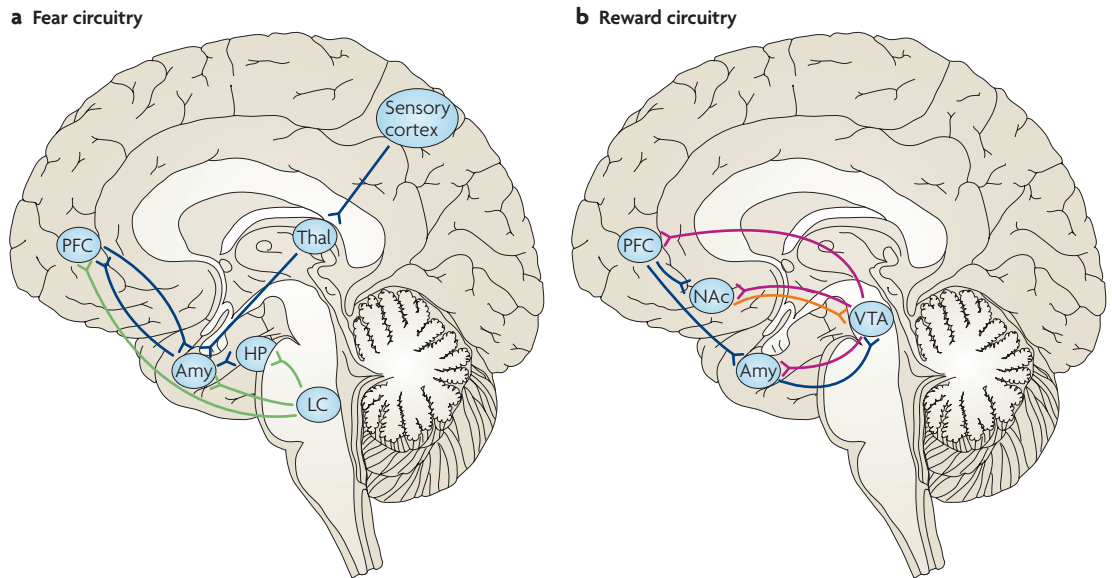 a Fear circuitry
Sensory
cortex
PFC
Thal
HP
Amy
LC
b Reward circuitry
PFC
NAc
VTA
Amy